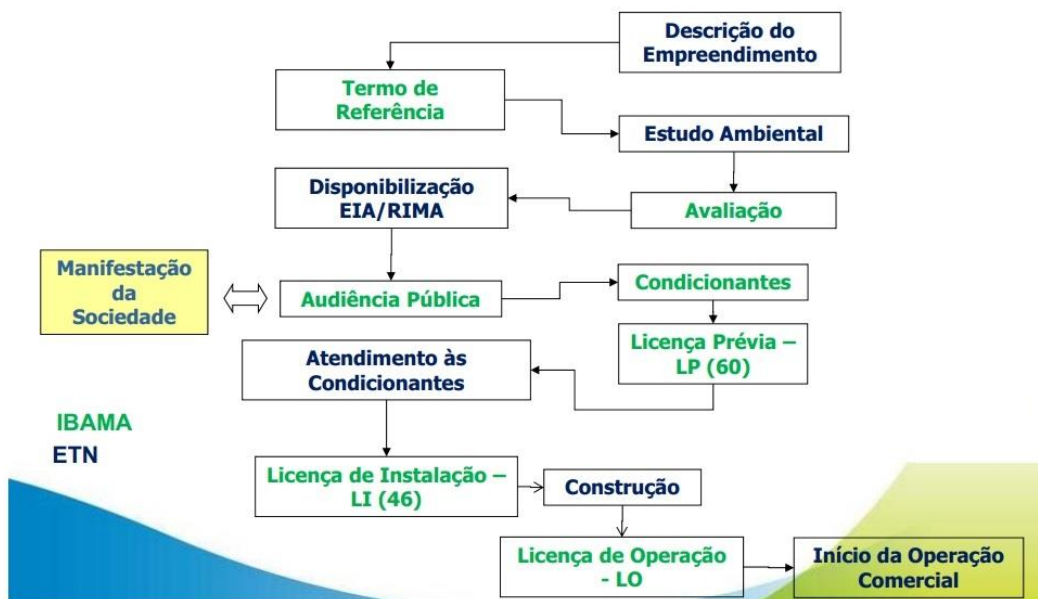 Descrição do
Empreendimento
Termo de
Referência
Estudo Ambiental
Disponibilização
EIA/RIMA
Avaliação
Manifestação
da
Sociedade
Audiência Pública
Condicionantes
Licença Prévia –
LP (60)
Atendimento às
Condicionantes
IBAMA
ETN
Licença de Instalação –
LI (46)
Construção
Licença de Operação
- LO
Início da Operação
Comercial